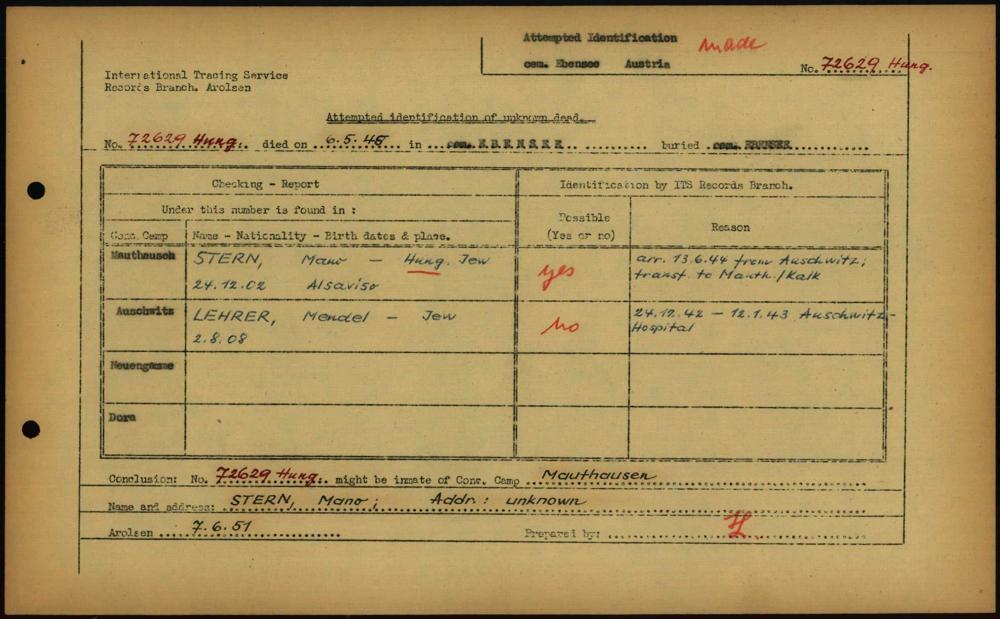 Attempted Identification made
cem. Ebensee Austria
No. 72629 Hung.
International Tracing Service
Records Branch. Arolsen
Attempted identification of unknown dead.
No. 72629 Hung. died on 6.5.45 in cem. EBENSEE buried cem. EBENSEE
Checking - Report Identification by ITS Records Branch.
Under this number is found in : Possible Reason
Conc. Camp Name - Nationality - Birth dates & place. (Yes or no)
Mauthausen STERN, Mano - Hung. Jew yes arr. 13.6.44 from Auschwitz;
24.12.02 Alsaviso transf. to Mauth./Kalk
Auschwitz LEHRER, Mendel - Jew no 24.12.42 - 12.1.43 Auschwitz-
2.8.08 Hospital
Neuengamme
Dora
Conclusion: No. 72629 Hung. might be inmate of Conc. Camp Mauthausen
Name and address: STERN, Mano; Addr.: unknown
Arolsen 7.6.51 Prepared by: